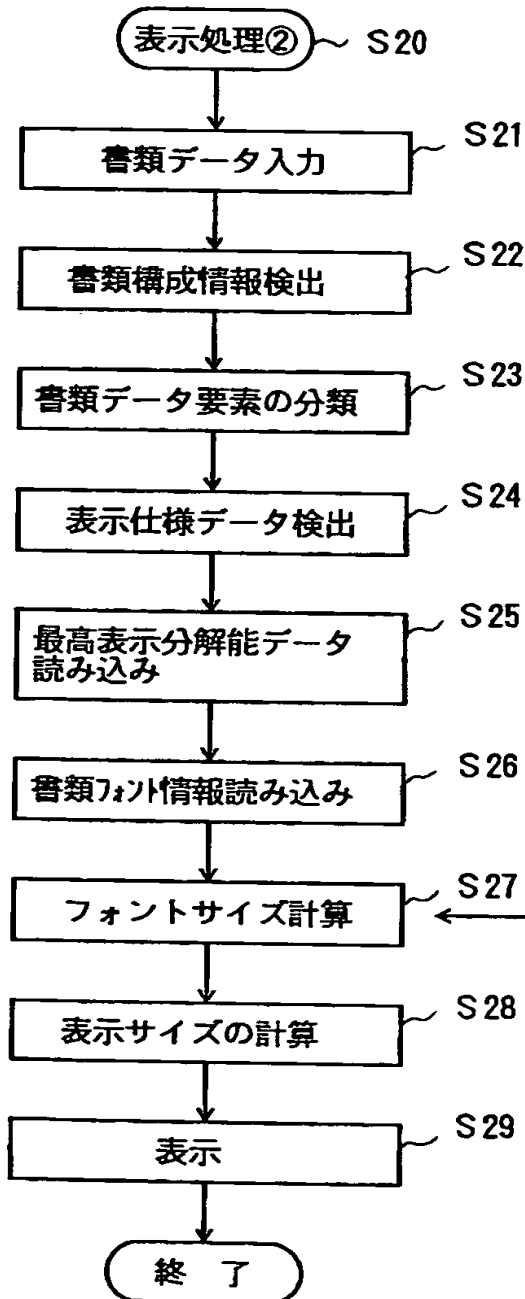 表示処理② S20
書類データ入力 S21
書類構成情報検出 S22
書類データ要素の分類 S23
表示仕様データ検出 S24
最高表示分解能データ S25
読み込み
書類フォント情報読み込み S26
フォントサイズ計算 S27
表示サイズの計算 S28
表示 S29
終了